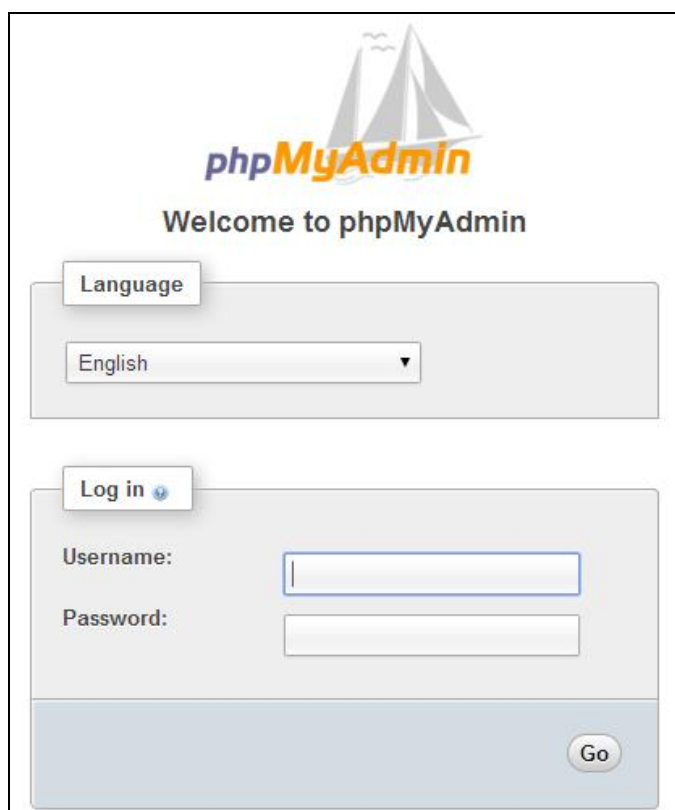 phpMyAdmin
Welcome to phpMyAdmin
Language
English
Log in
Username:
Password:
Go